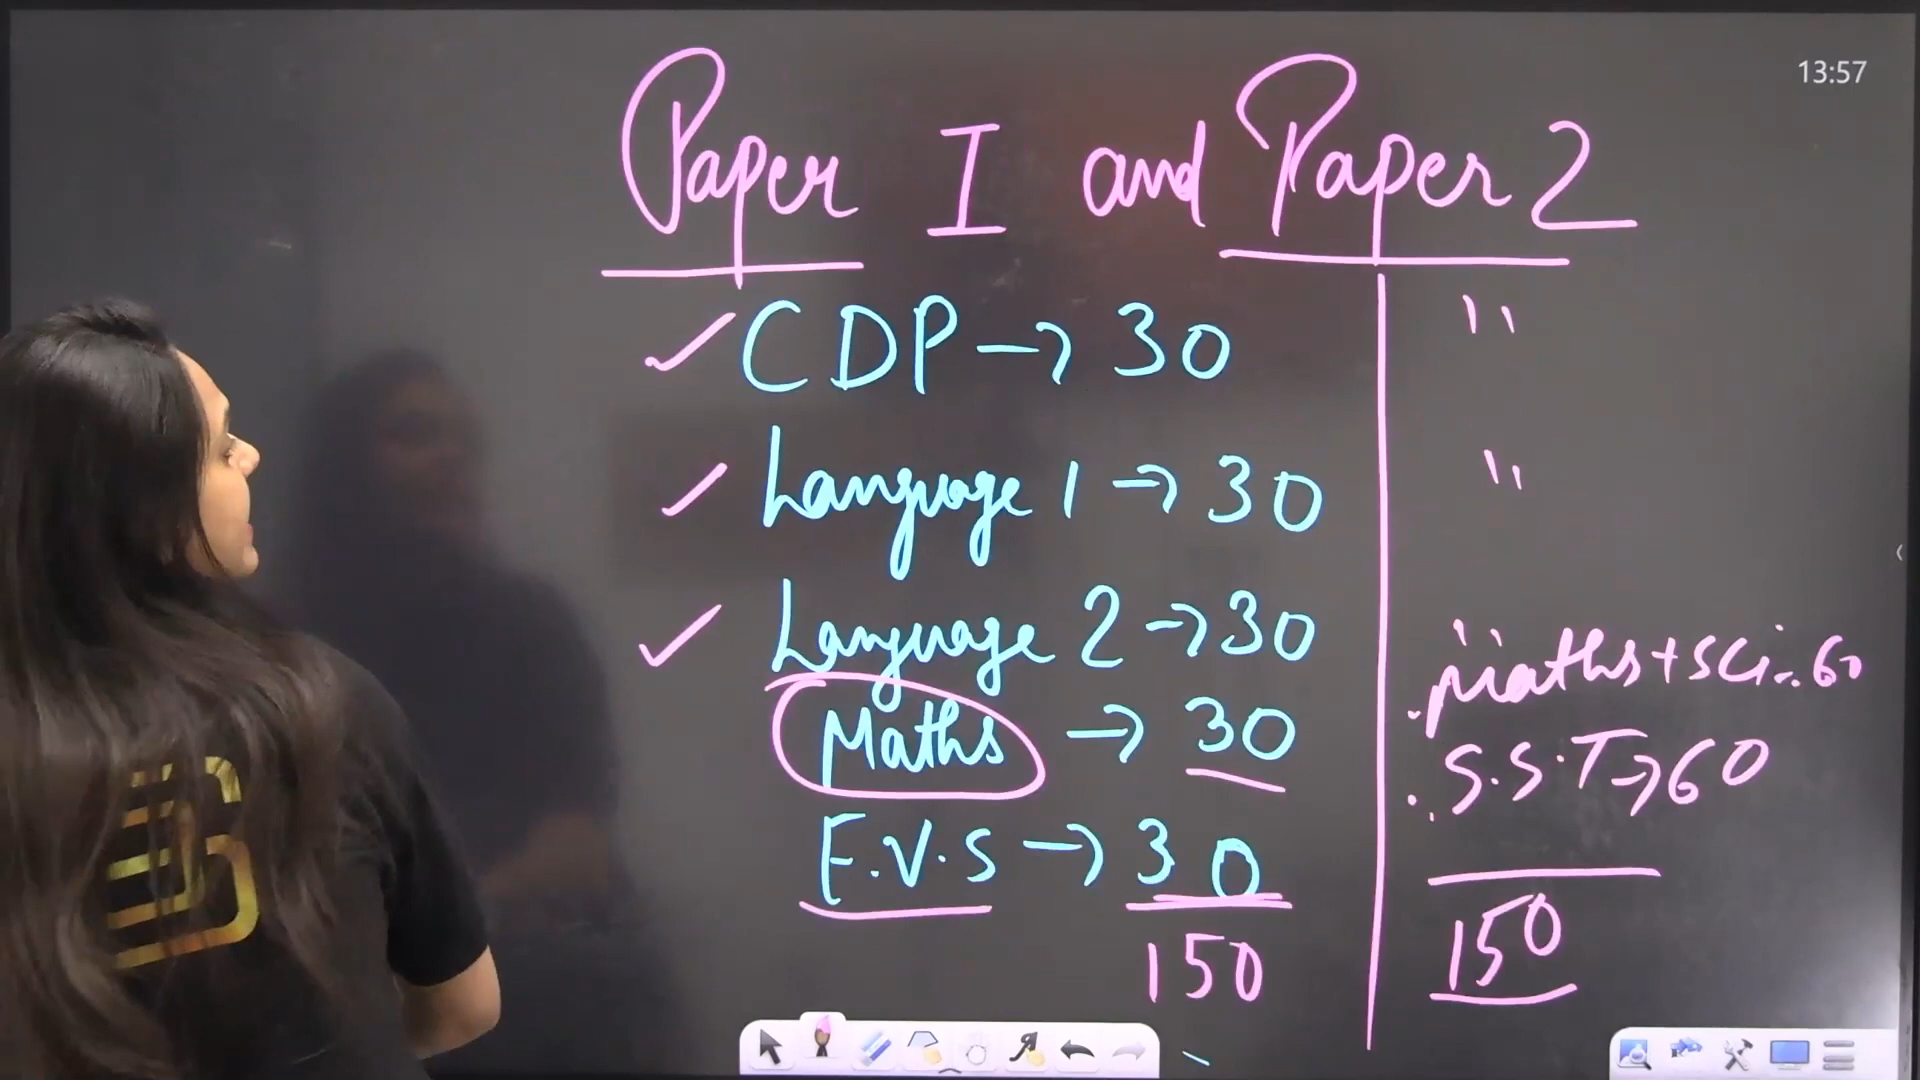 13:57
Paper I and Paper 2
CDP → 30 "
Language 1 → 30 "
Language 2 → 30 "
Maths → 30 . Maths + Sci.. 60
E.V.S → 30 . S.S.T → 60
150 150